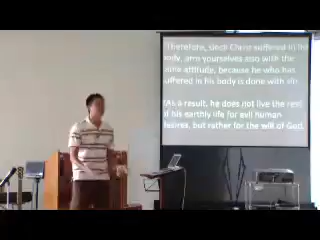 Therefore, since Christ suffered in his
body, arm yourselves also with the
same attitude, because he who has
suffered in his body is done with sin.
As a result, he does not live the rest
of his earthly life for evil human
desires, but rather for the will of God.